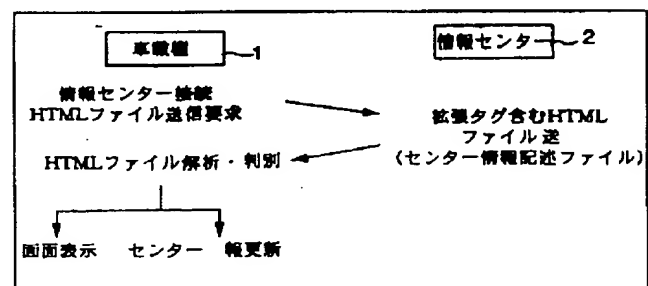 車載機 1
情報センター 2
情報センター接続
HTMLファイル送信要求
拡張タグ含むHTML
ファイル送
(センター情報記述ファイル)
HTMLファイル解析・判別
画面表示 センター 報更新